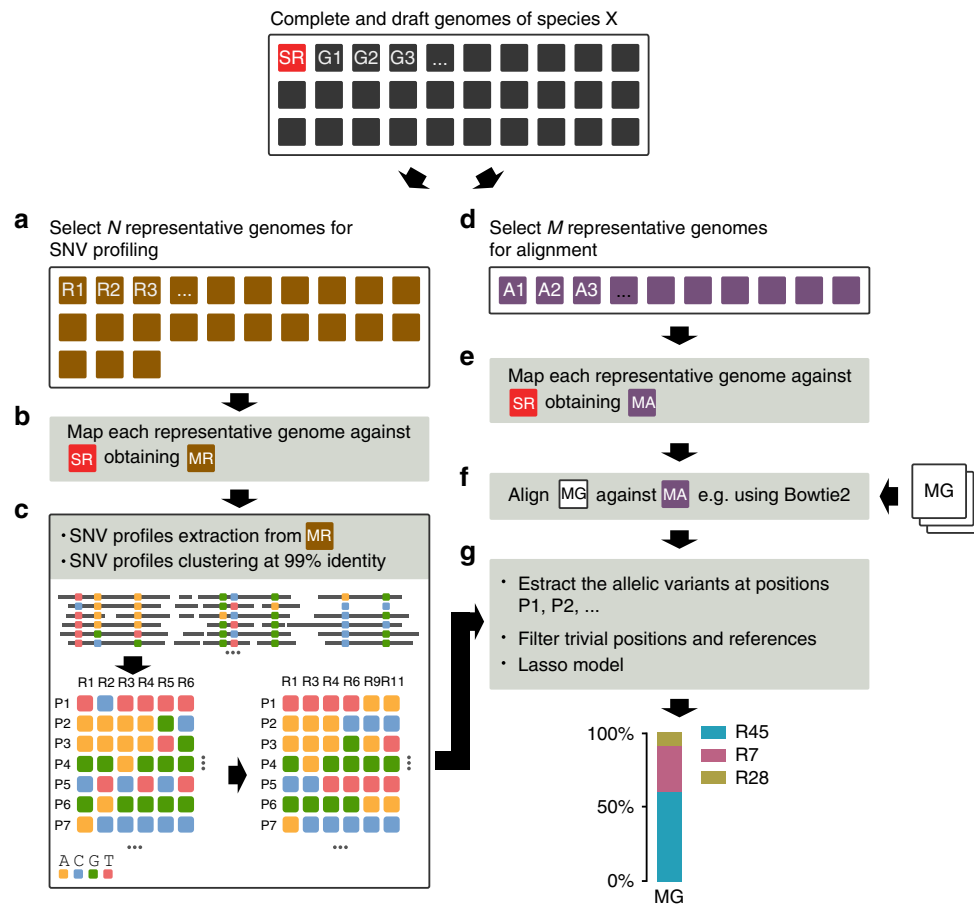 Complete and draft genomes of species X
SR G1 G2 G3 ...
a
Select N representative genomes for
SNV profiling
R1 R2 R3 ...
b
Map each representative genome against
SR obtaining MR
c
• SNV profiles extraction from MR
• SNV profiles clustering at 99% identity
...
R1 R2 R3 R4 R5 R6
P1
P2
P3
P4
P5
P6
P7
...
...
R1 R3 R4 R6 R9 R11
P1
P2
P3
P4
P5
P6
P7
...
...
A C G T
d
Select M representative genomes
for alignment
A1 A2 A3 ...
e
Map each representative genome against
SR obtaining MA
f
Align MG against MA e.g. using Bowtie2
MG
g
• Extract the allelic variants at positions
P1, P2, ...
• Filter trivial positions and references
• Lasso model
100%
50%
0%
R45
R7
R28
MG